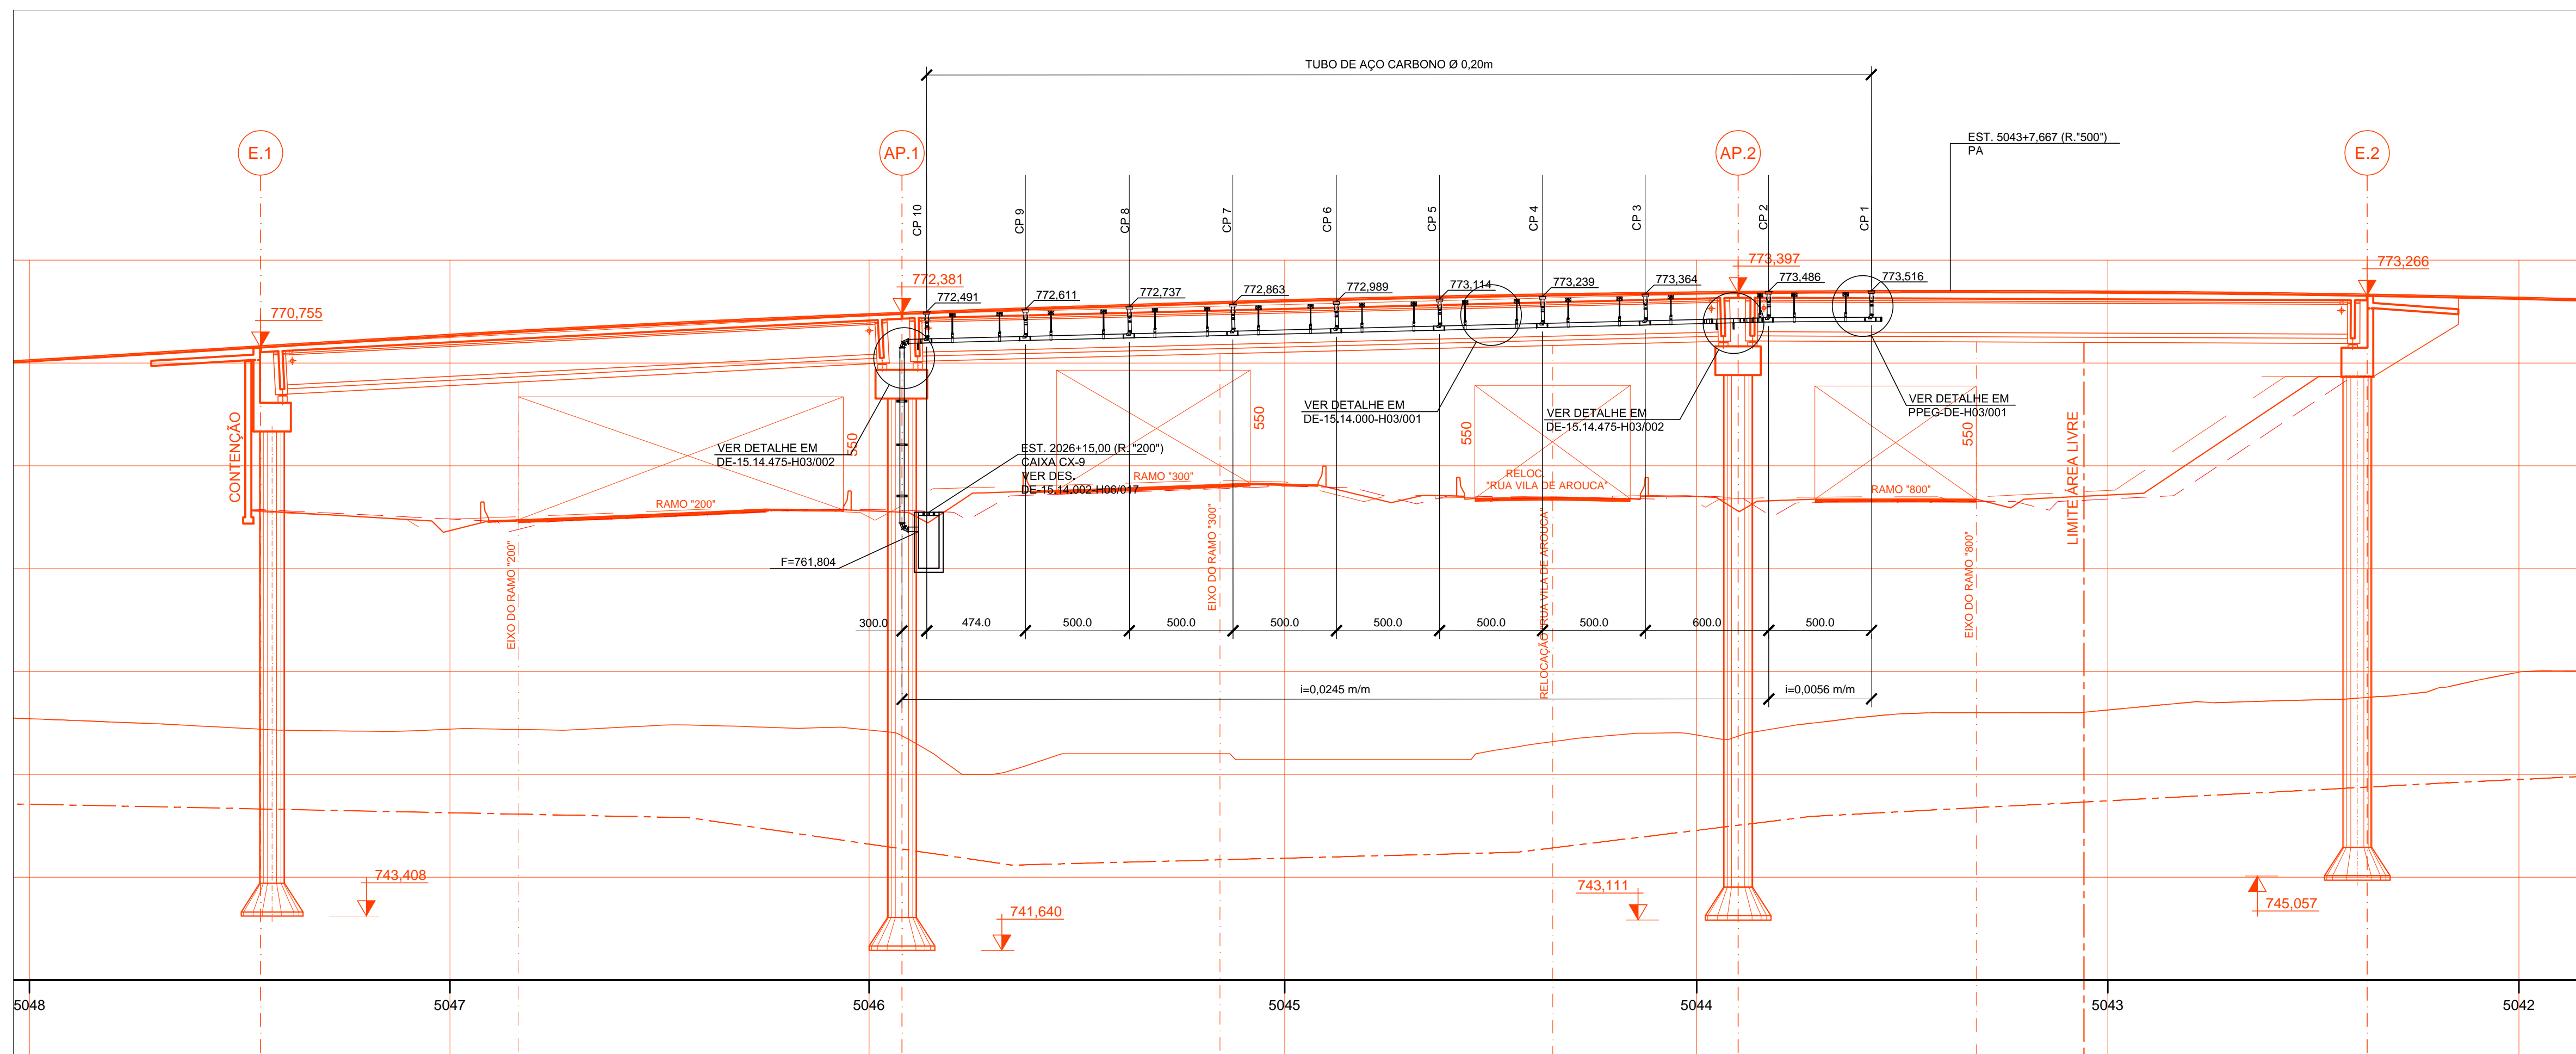 TUBO DE AÇO CARBONO Ø 0,20m
EST. 5043+7,667 (R."500")
PA
E.1
AP.1
AP.2
E.2
CP 10
CP 9
CP 8
CP 7
CP 6
CP 5
CP 4
CP 3
CP 2
CP 1
770,755
772,381
773,397
773,266
772,491
772,611
772,737
772,863
772,989
773,114
773,239
773,364
773,486
773,516
CONTENÇÃO
VER DETALHE EM
DE-15.14.475-H03/002
550
EST. 2026+15,00 (R. "200")
CAIXA CX-9
VER DES.
DE-15.14.002-H06/017
550
VER DETALHE EM
DE-15.14.000-H03/001
550
VER DETALHE EM
DE-15.14.475-H03/002
VER DETALHE EM
PPEG-DE-H03/001
550
LIMITE ÁREA LIVRE
RAMO "200"
RAMO "300"
RELOC.
"RUA VILA DE AROUCA"
RAMO "800"
F=761,804
EIXO DO RAMO "200"
EIXO DO RAMO "300"
RELOCAÇÃO "RUA VILA DE AROUCA"
EIXO DO RAMO "800"
300.0
474.0
500.0
500.0
500.0
500.0
500.0
500.0
600.0
500.0
i=0,0245 m/m
i=0,0056 m/m
743,408
741,640
743,111
745,057
5048
5047
5046
5045
5044
5043
5042